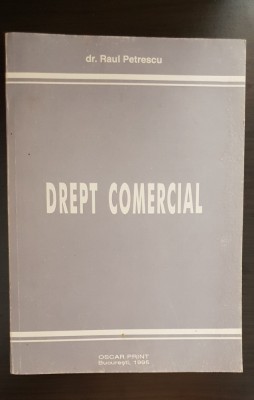 dr. Raul Petrescu
DREPT COMERCIAL
OSCAR PRINT
București, 1996